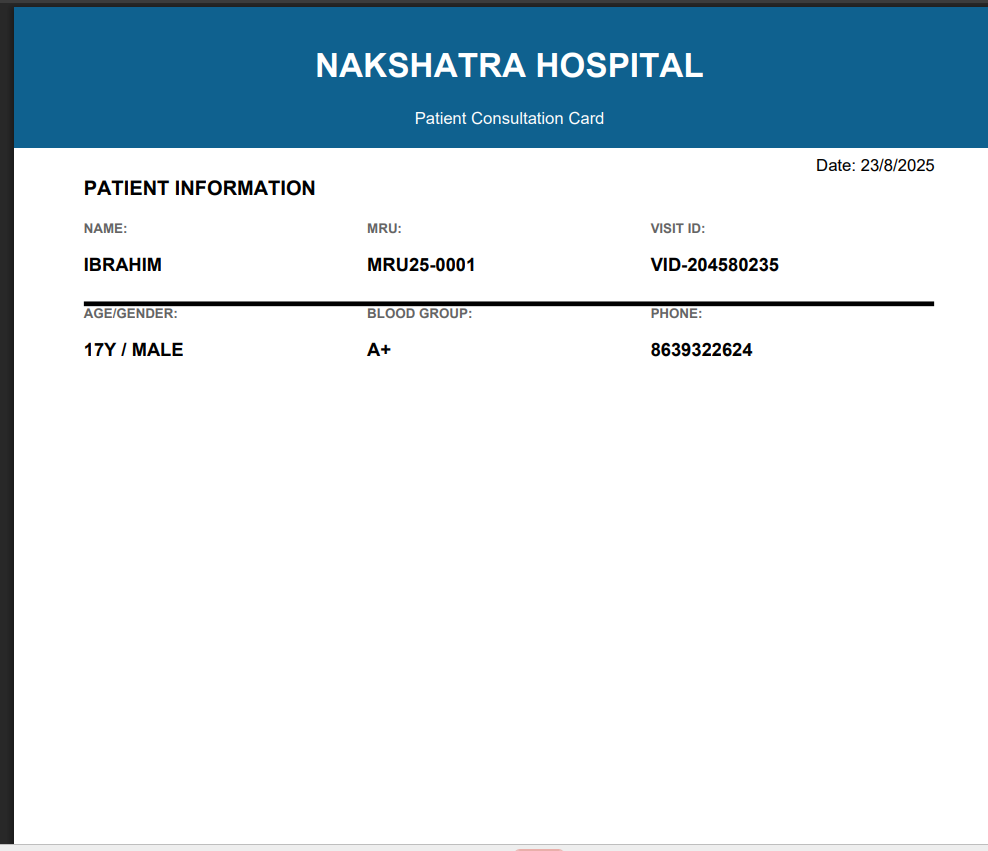 NAKSHATRA HOSPITAL
Patient Consultation Card
Date: 23/8/2025
PATIENT INFORMATION
NAME: MRU: VISIT ID:
IBRAHIM MRU25-0001 VID-204580235
AGE/GENDER: BLOOD GROUP: PHONE:
17Y / MALE A+ 8639322624